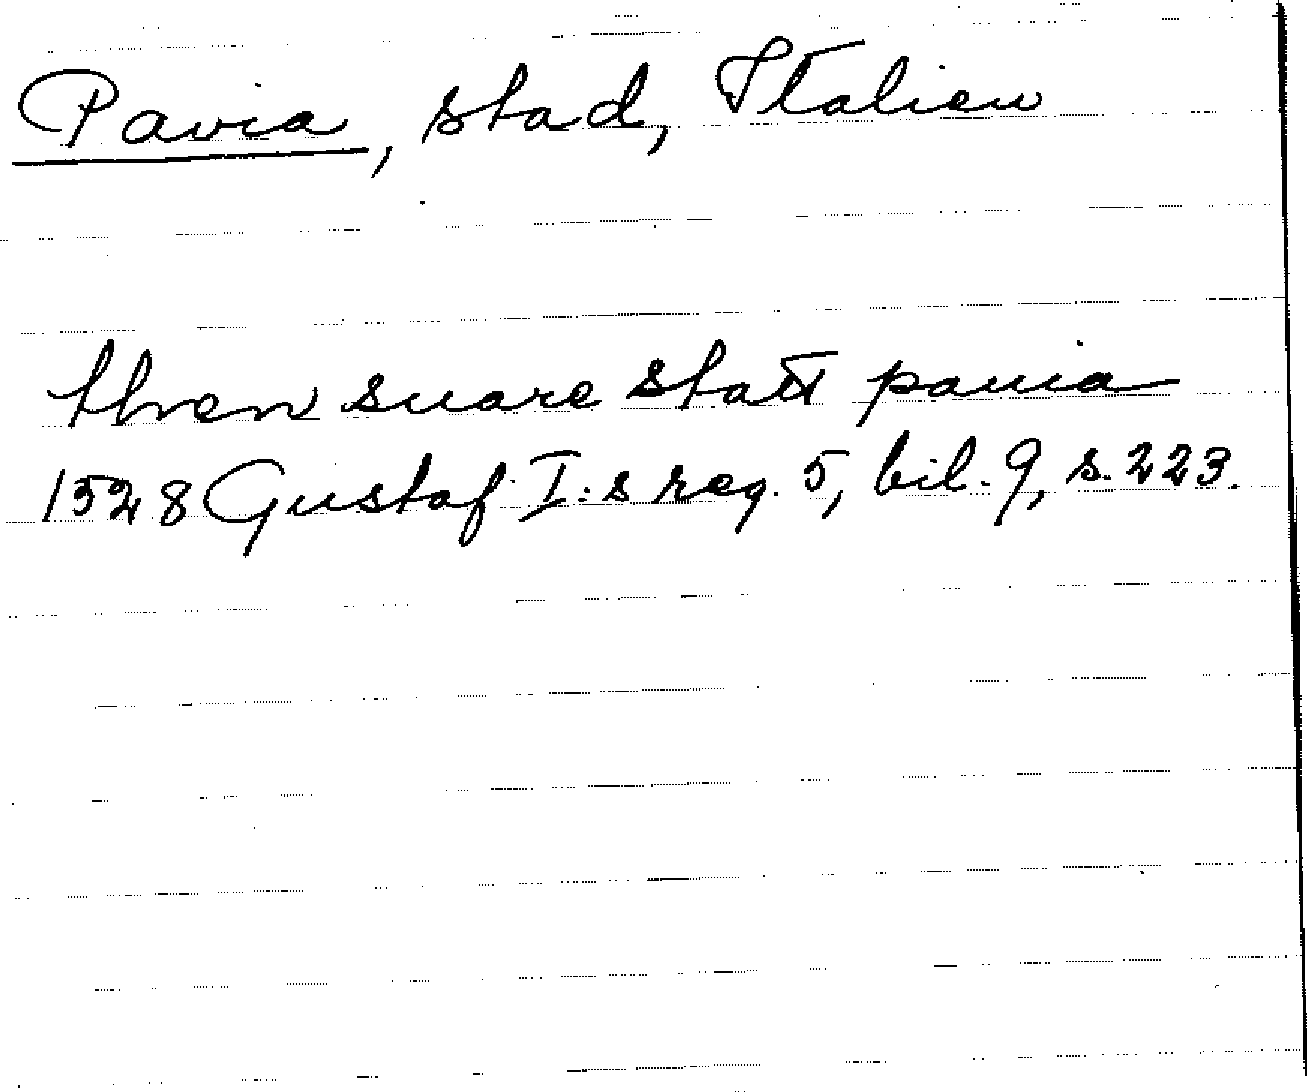 Pavia, stad, Italien
then suare statt pauia
1528 Gustaf I:s reg. 5, bil. 9, s. 223.